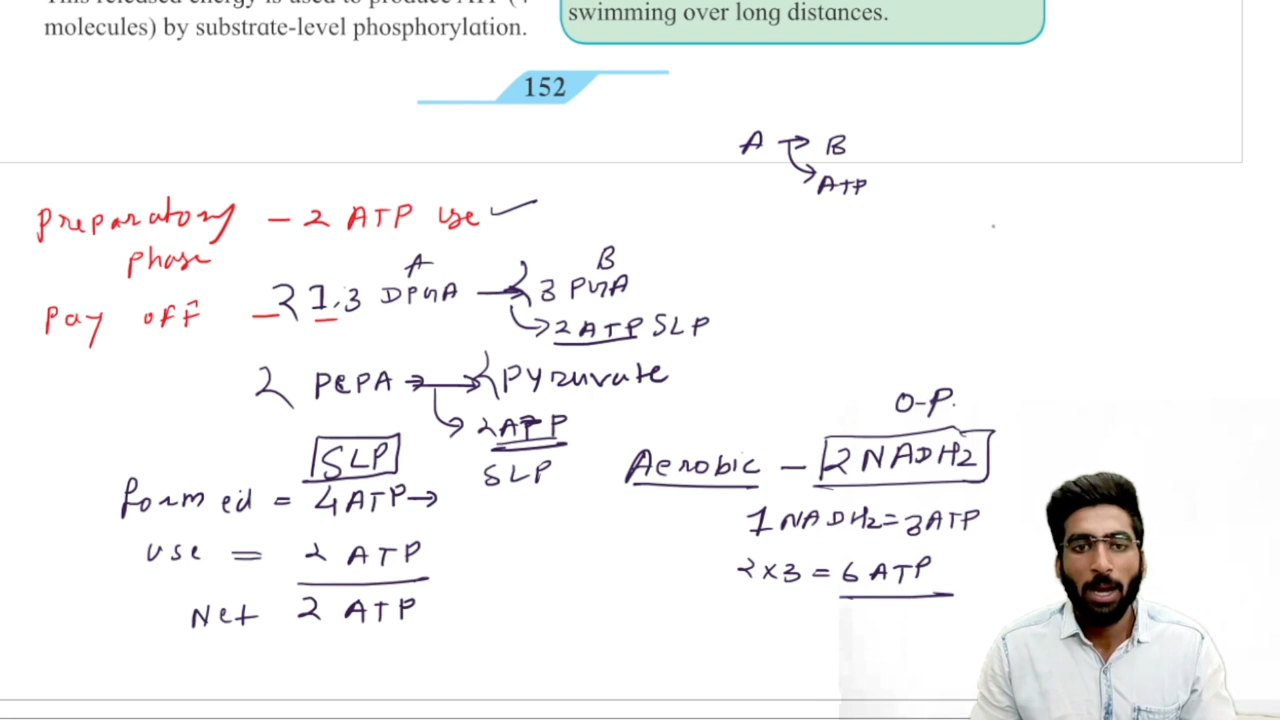 molecules) by substrate-level phosphorylation.
swimming over long distances.
152
A → B
ATP
Preparatory - 2 ATP use ✓
phase
A B
Pay off - 2 1.3 DPGA → 2 3 PGA
2 ATP SLP
2 PEPA → 2 Pyruvate
2 ATP
SLP
SLP
formed = 4 ATP →
use = 2 ATP
Net 2 ATP
O-P.
Aerobic - 2 NADH2
1 NADH2 = 3 ATP
2 x 3 = 6 ATP